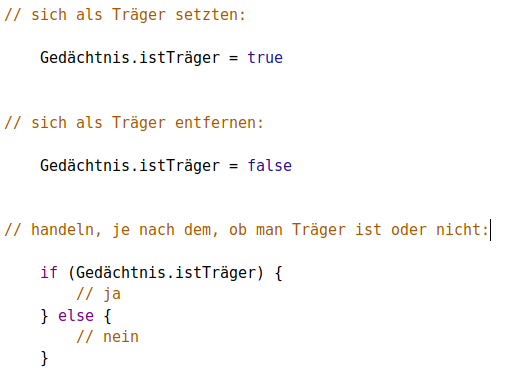 // sich als Träger setzten:
Gedächtnis.istTräger = true
// sich als Träger entfernen:
Gedächtnis.istTräger = false
// handeln, je nach dem, ob man Träger ist oder nicht:
if (Gedächtnis.istTräger) {
// ja
} else {
// nein
}